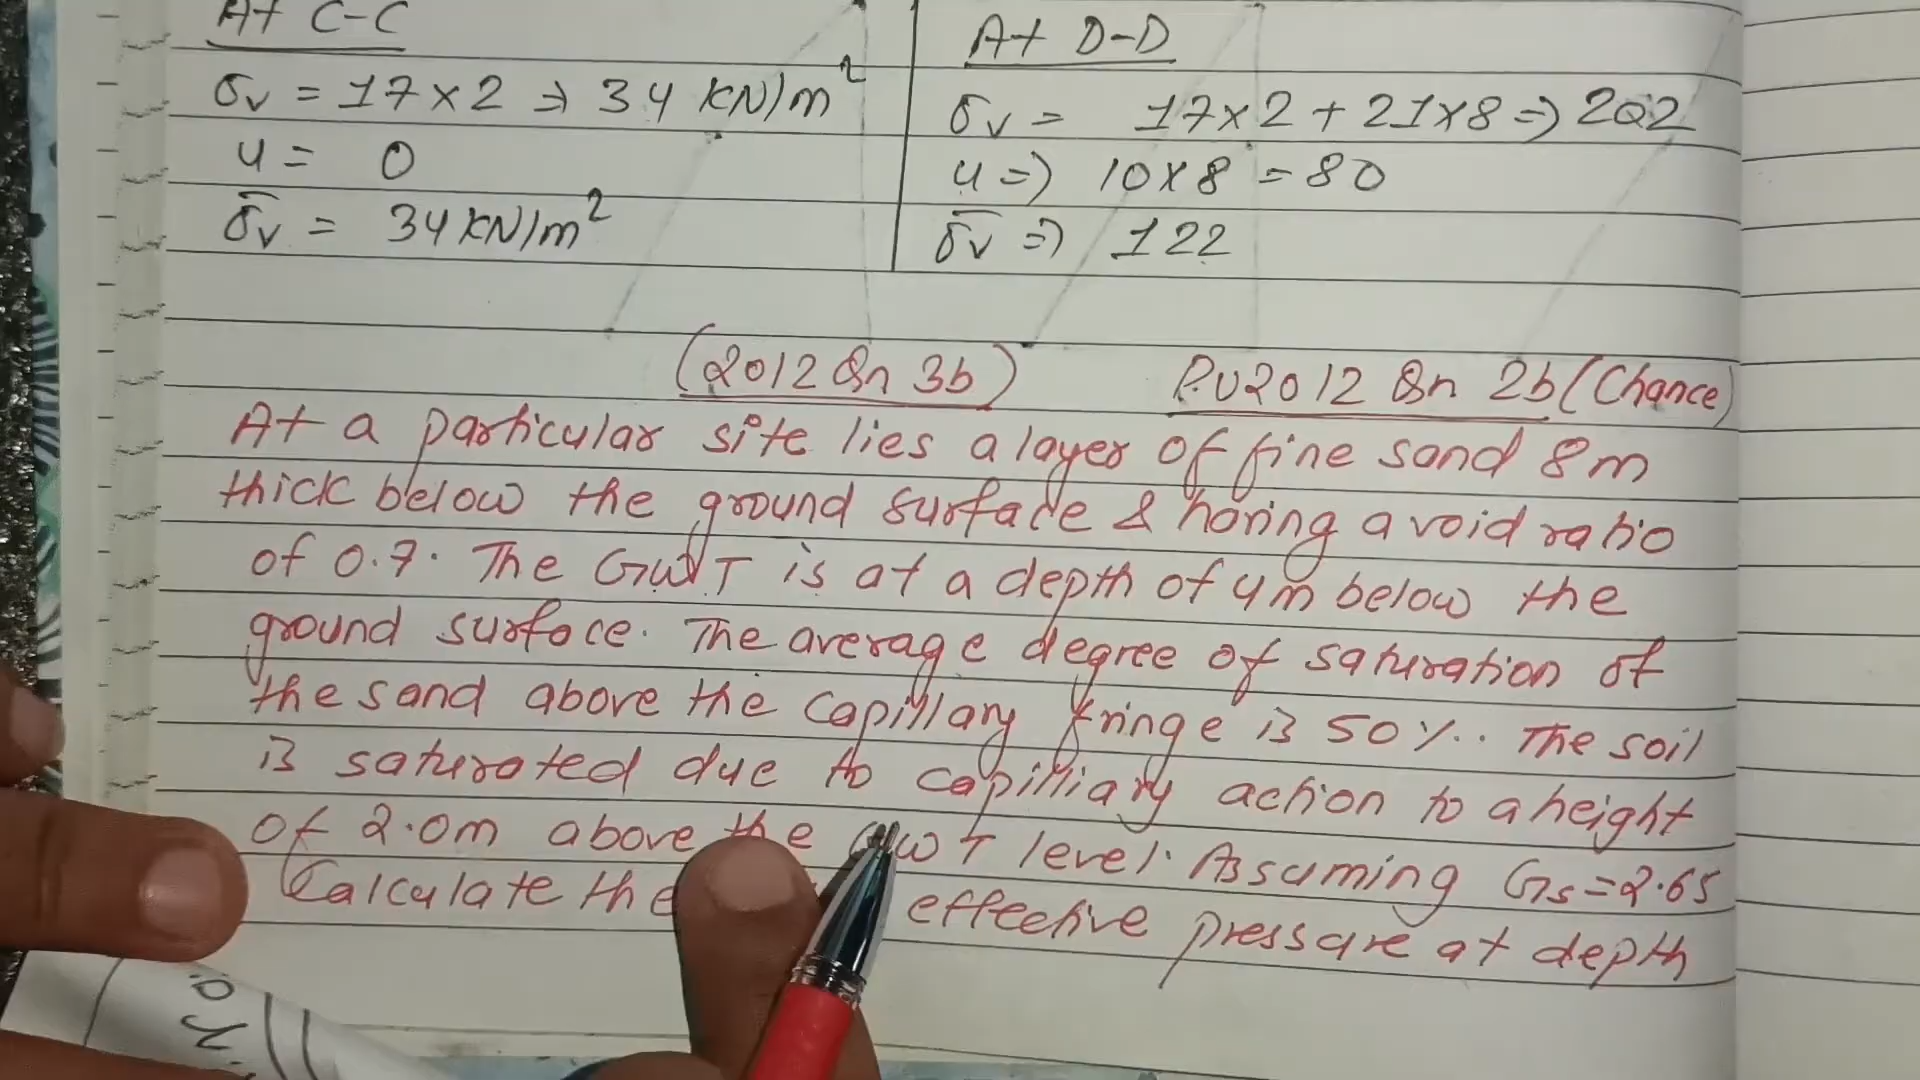 At C-C
σv = 17×2 ⇒ 34 KN/m²
u = 0
σ̄v = 34 KN/m²
At D-D
σv = 17×2 + 21×8 ⇒ 202
u ⇒ 10×8 = 80
σ̄v ⇒ 122
(2012 Qn 3b) P.U 2012 Qn 2b (Chance)
At a particular site lies a layer of fine sand 8m
thick below the ground surface & having a void ratio
of 0.7. The GWT is at a depth of 4m below the
ground surface. The average degree of saturation of
the sand above the capillary fringe is 50%. The soil
is saturated due to capilliary action to a height
of 2.0m above the GWT level. Assuming Gs=2.65
Calculate the effective pressure at depth